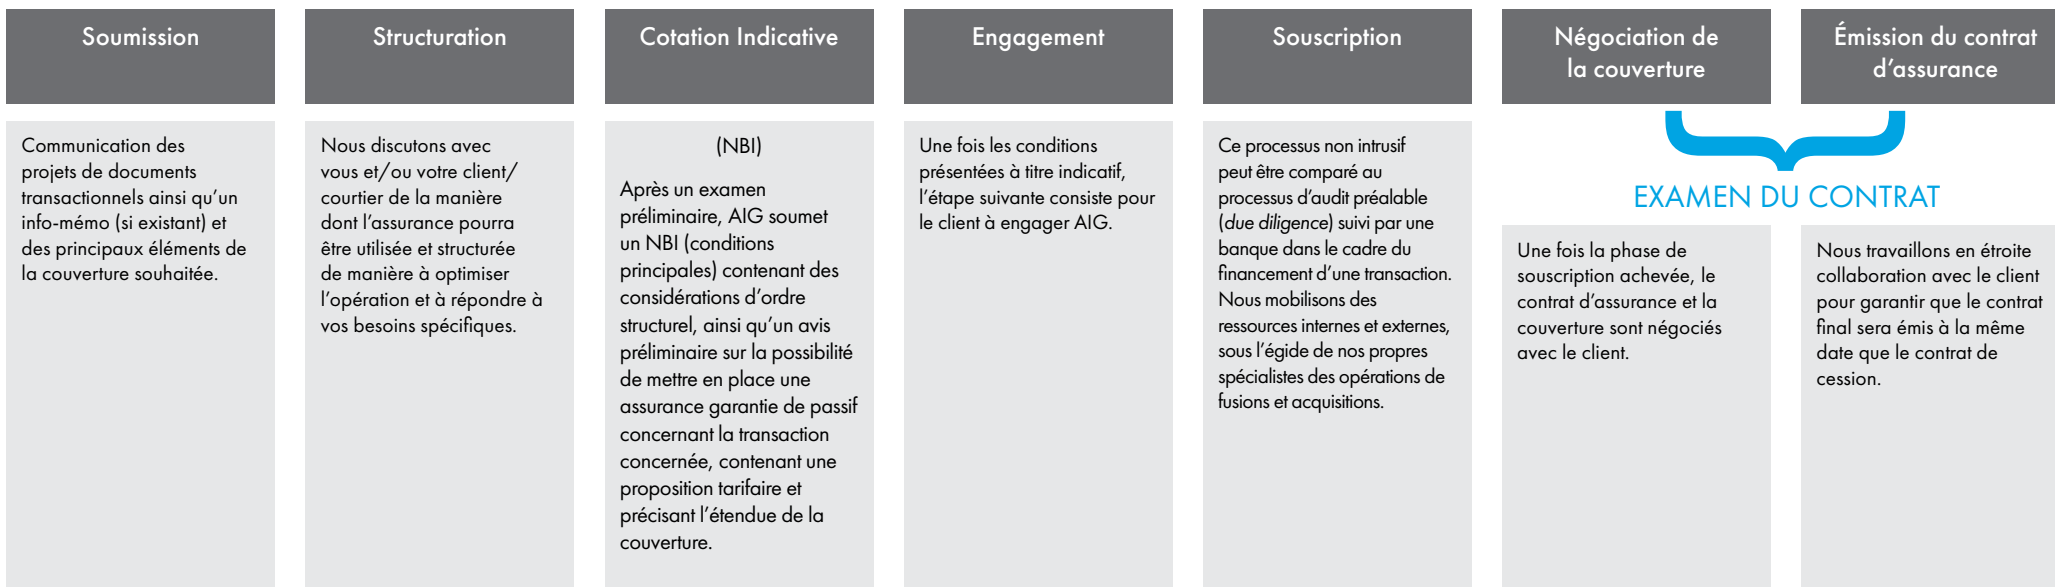 Soumission
Communication des
projets de documents
transactionnels ainsi qu’un
info-mémo (si existant) et
des principaux éléments de
la couverture souhaitée.
Structuration
Nous discutons avec
vous et/ou votre client/
courtier de la manière
dont l’assurance pourra
être utilisée et structurée
de manière à optimiser
l’opération et à répondre à
vos besoins spécifiques.
Cotation Indicative
(NBI)
Après un examen
préliminaire, AIG soumet
un NBI (conditions
principales) contenant des
considérations d’ordre
structurel, ainsi qu’un avis
préliminaire sur la possibilité
de mettre en place une
assurance garantie de passif
concernant la transaction
concernée, contenant une
proposition tarifaire et
précisant l’étendue de la
couverture.
Engagement
Une fois les conditions
présentées à titre indicatif,
l’étape suivante consiste pour
le client à engager AIG.
Souscription
Ce processus non intrusif
peut être comparé au
processus d’audit préalable
(due diligence) suivi par une
banque dans le cadre du
financement d’une transaction.
Nous mobilisons des
ressources internes et externes,
sous l’égide de nos propres
spécialistes des opérations de
fusions et acquisitions.
Négociation de
la couverture
Émission du contrat
d’assurance
EXAMEN DU CONTRAT
Une fois la phase de
souscription achevée, le
contrat d’assurance et la
couverture sont négociés
avec le client.
Nous travaillons en étroite
collaboration avec le client
pour garantir que le contrat
final sera émis à la même
date que le contrat de
cession.